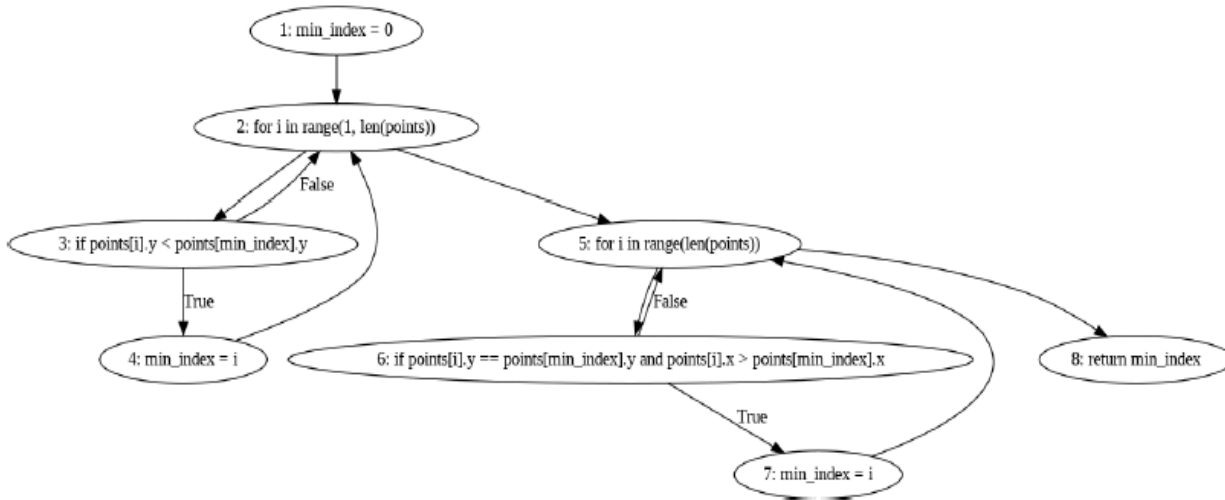 1: min_index = 0
2: for i in range(1, len(points))
False
3: if points[i].y < points[min_index].y
5: for i in range(len(points))
True
False
4: min_index = i
6: if points[i].y == points[min_index].y and points[i].x > points[min_index].x
8: return min_index
True
7: min_index = i